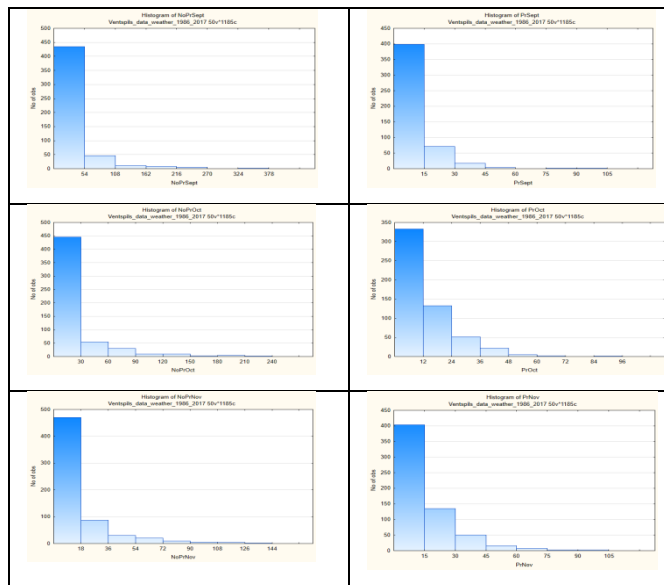 Histogram of NoPrSept
Ventspils_data_weather_1986_2017 50v*1185c
500
450
400
350
300
250
200
150
100
50
0
No of obs
54 108 162 216 270 324 378
NoPrSept
Histogram of PrSept
Ventspils_data_weather_1986_2017 50v*1185c
450
400
350
300
250
200
150
100
50
0
No of obs
15 30 45 60 75 90 105
PrSept
Histogram of NoPrOct
Ventspils_data_weather_1986_2017 50v*1185c
500
450
400
350
300
250
200
150
100
50
0
No of obs
30 60 90 120 150 180 210 240
NoPrOct
Histogram of PrOct
Ventspils_data_weather_1986_2017 50v*1185c
350
300
250
200
150
100
50
0
No of obs
12 24 36 48 60 72 84 96
PrOct
Histogram of NoPrNov
Ventspils_data_weather_1986_2017 50v*1185c
500
400
300
200
100
0
No of obs
18 36 54 72 90 108 126 144
NoPrNov
Histogram of PrNov
Ventspils_data_weather_1986_2017 50v*1185c
450
400
350
300
250
200
150
100
50
0
No of obs
15 30 45 60 75 90 105
PrNov